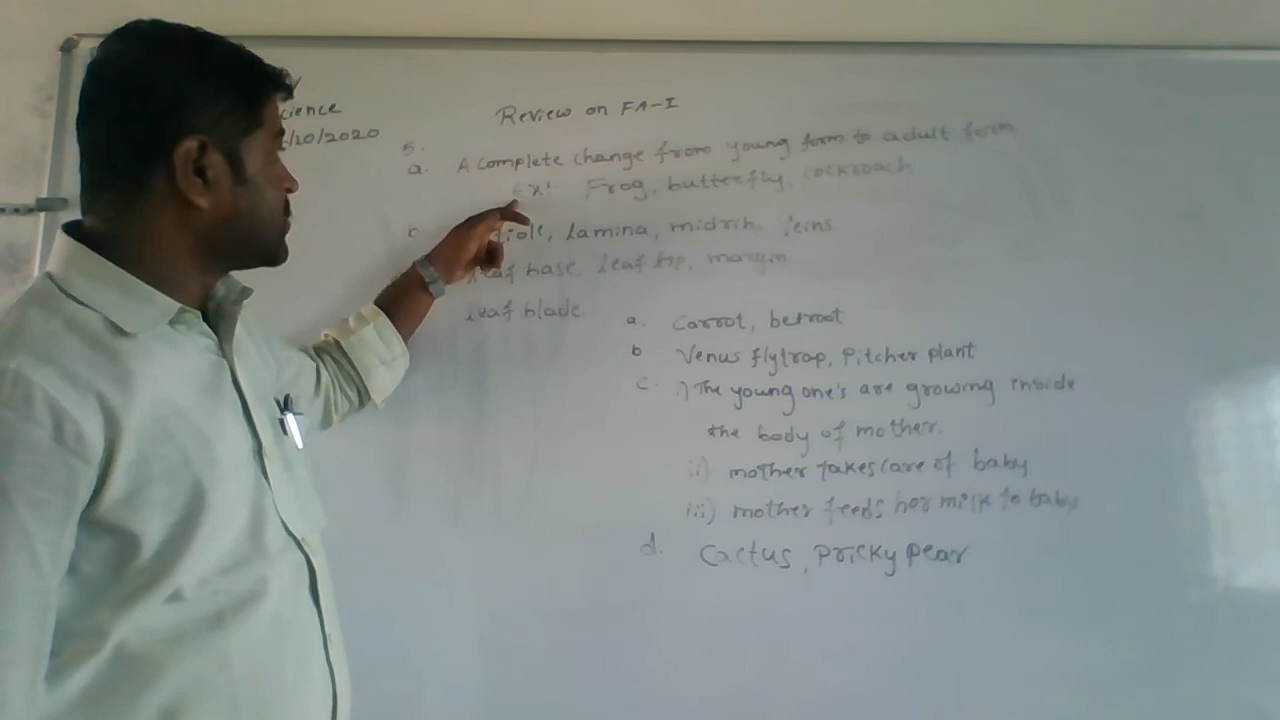 cience
/10/2020
Review on FA-I
5.
a. A complete change from young form to adult form
Ex: Frog, butterfly, cockroach
tiole, lamina, midrib, veins
leaf base, leaf tip, margin
leaf blade
a. Carrot, betroot
b Venus flytrap, Pitcher plant
c. i) The young one's are growing inside
the body of mother.
ii) mother takes care of baby
iii) mother feeds her milk to baby
d. Cactus, Pricky pear